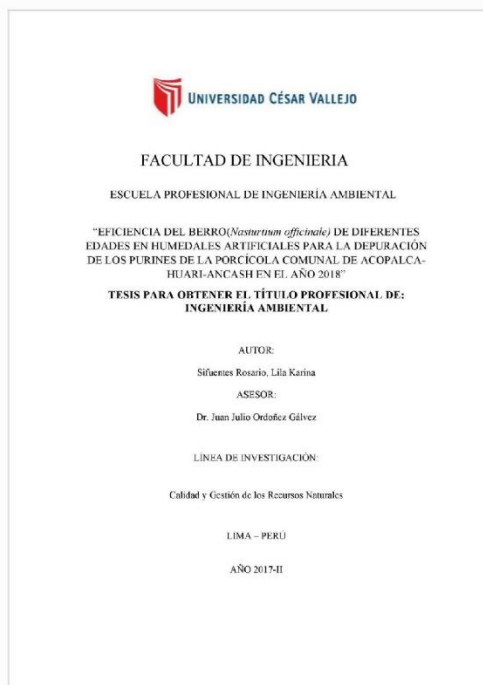 UNIVERSIDAD CÉSAR VALLEJO
FACULTAD DE INGENIERIA
ESCUELA PROFESIONAL DE INGENIERÍA AMBIENTAL
“EFICIENCIA DEL BERRO(Nasturtium officinale) DE DIFERENTES
EDADES EN HUMEDALES ARTIFICIALES PARA LA DEPURACIÓN
DE LOS PURINES DE LA PORCÍCOLA COMUNAL DE ACOPALCA-
HUARI-ANCASH EN EL AÑO 2018”
TESIS PARA OBTENER EL TÍTULO PROFESIONAL DE:
INGENIERÍA AMBIENTAL
AUTOR:
Sifuentes Rosario, Lila Karina
ASESOR:
Dr. Juan Julio Ordoñez Gálvez
LÍNEA DE INVESTIGACIÓN:
Calidad y Gestión de los Recursos Naturales
LIMA – PERÚ
AÑO 2017-II